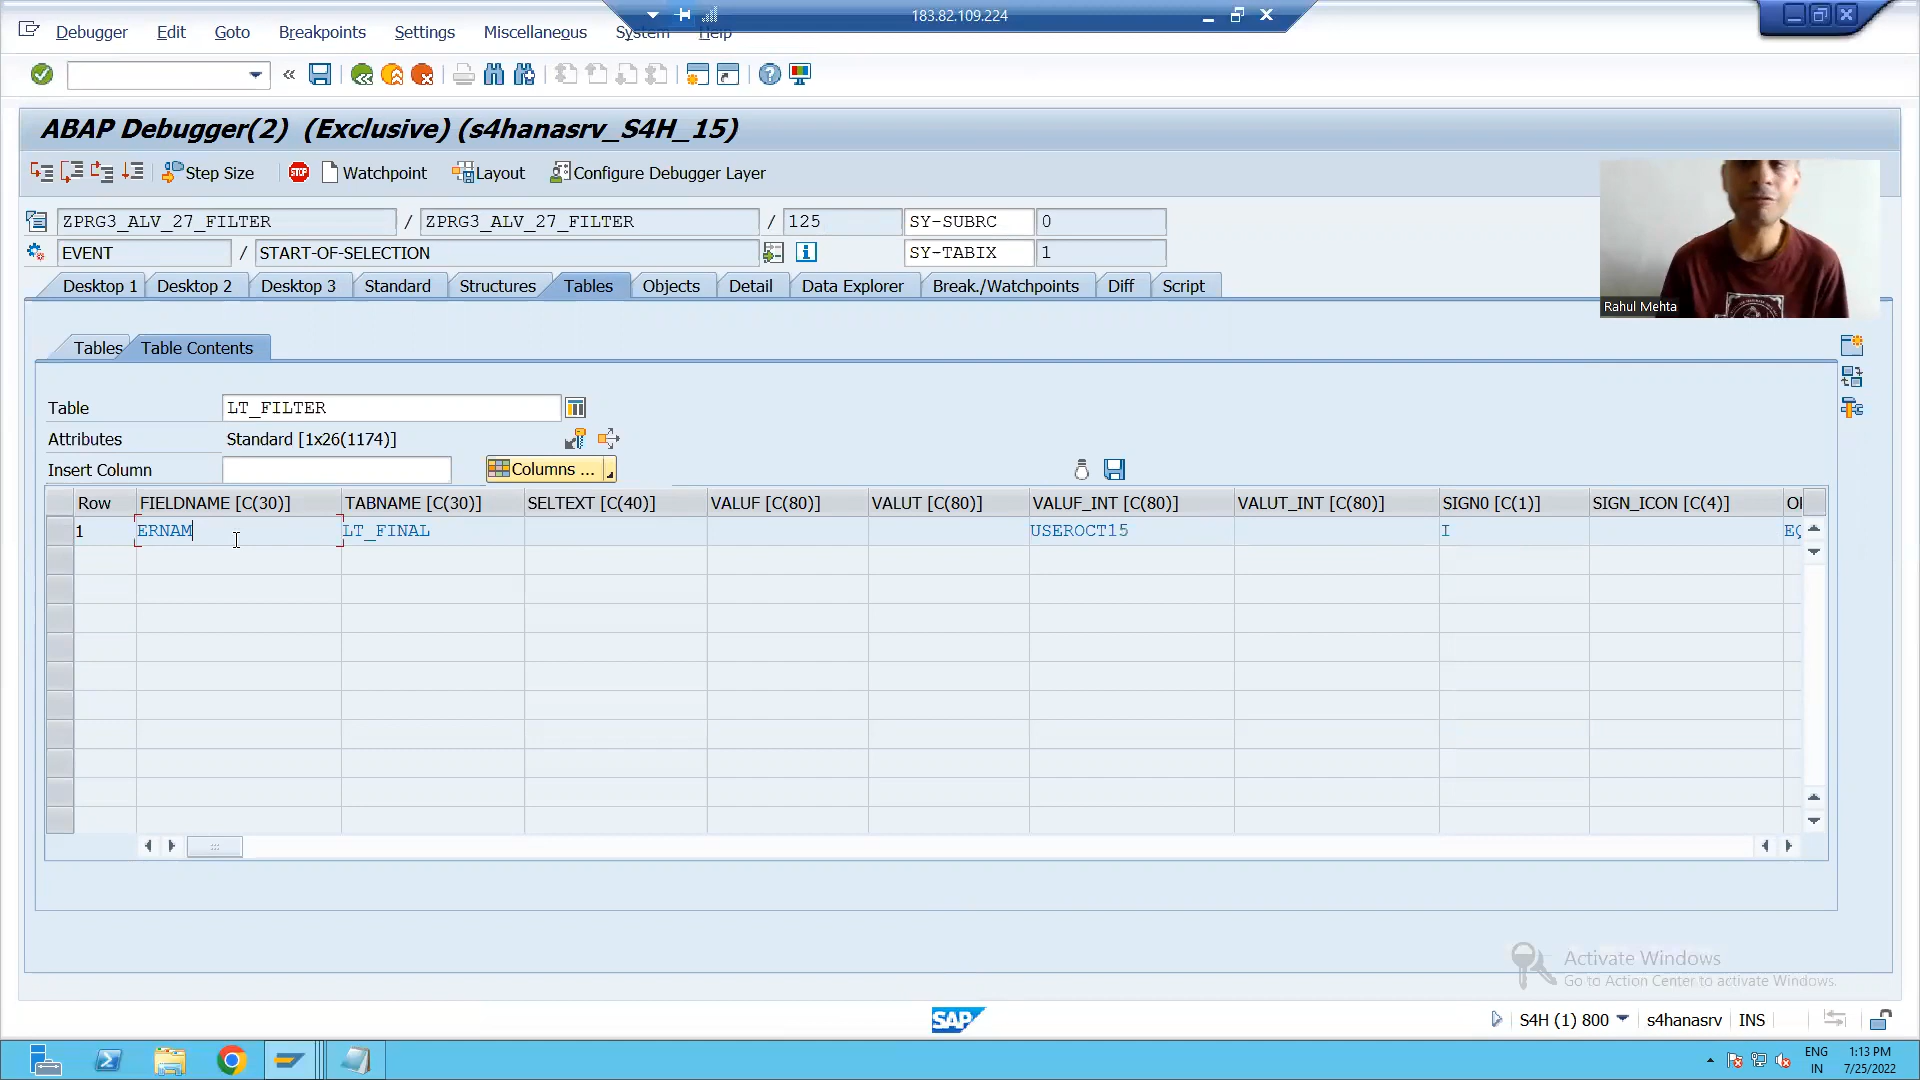 183.82.109.224
Debugger Edit Goto Breakpoints Settings Miscellaneous System Help
ABAP Debugger(2) (Exclusive) (s4hanasrv_S4H_15)
Step Size STOP Watchpoint Layout Configure Debugger Layer
ZPRG3_ALV_27_FILTER / ZPRG3_ALV_27_FILTER / 125 SY-SUBRC 0
EVENT / START-OF-SELECTION SY-TABIX 1
Desktop 1 Desktop 2 Desktop 3 Standard Structures Tables Objects Detail Data Explorer Break./Watchpoints Diff Script
Rahul Mehta
Tables Table Contents
Table LT_FILTER
Attributes Standard [1x26(1174)]
Insert Column Columns ...
Row FIELDNAME [C(30)] TABNAME [C(30)] SELTEXT [C(40)] VALUF [C(80)] VALUT [C(80)] VALUF_INT [C(80)] VALUT_INT [C(80)] SIGN0 [C(1)] SIGN_ICON [C(4)]
1 ERNAM LT_FINAL USEROCT15 I EQ
Activate Windows
Go to Action Center to activate Windows.
SAP
S4H (1) 800 s4hanasrv INS
ENG 1:13 PM
IN 7/25/2022